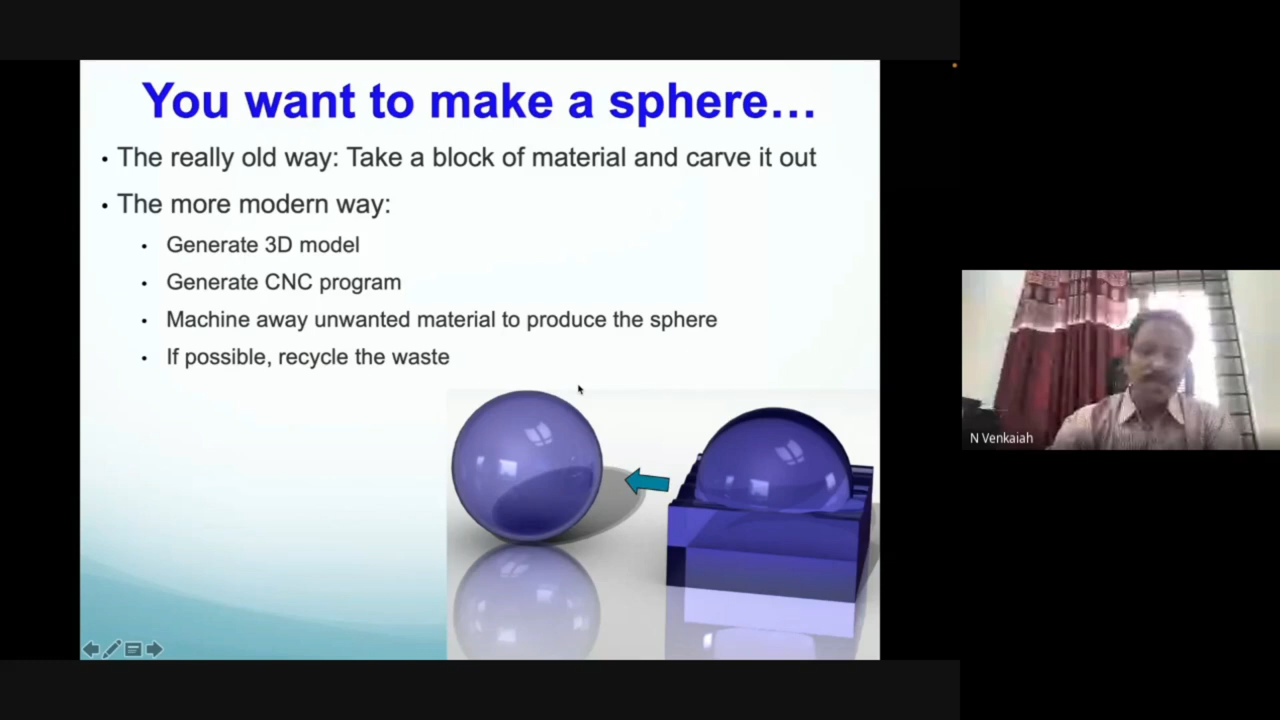 You want to make a sphere...
• The really old way: Take a block of material and carve it out
• The more modern way:
• Generate 3D model
• Generate CNC program
• Machine away unwanted material to produce the sphere
• If possible, recycle the waste
N Venkaiah